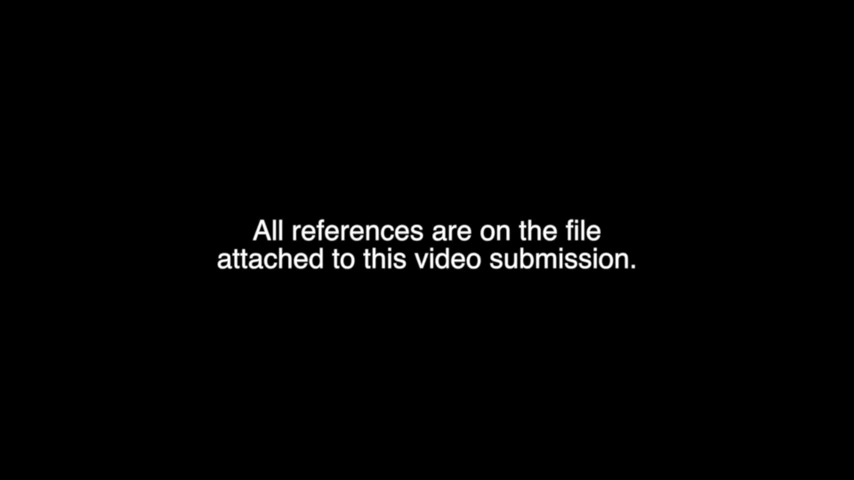 All references are on the file
attached to this video submission.